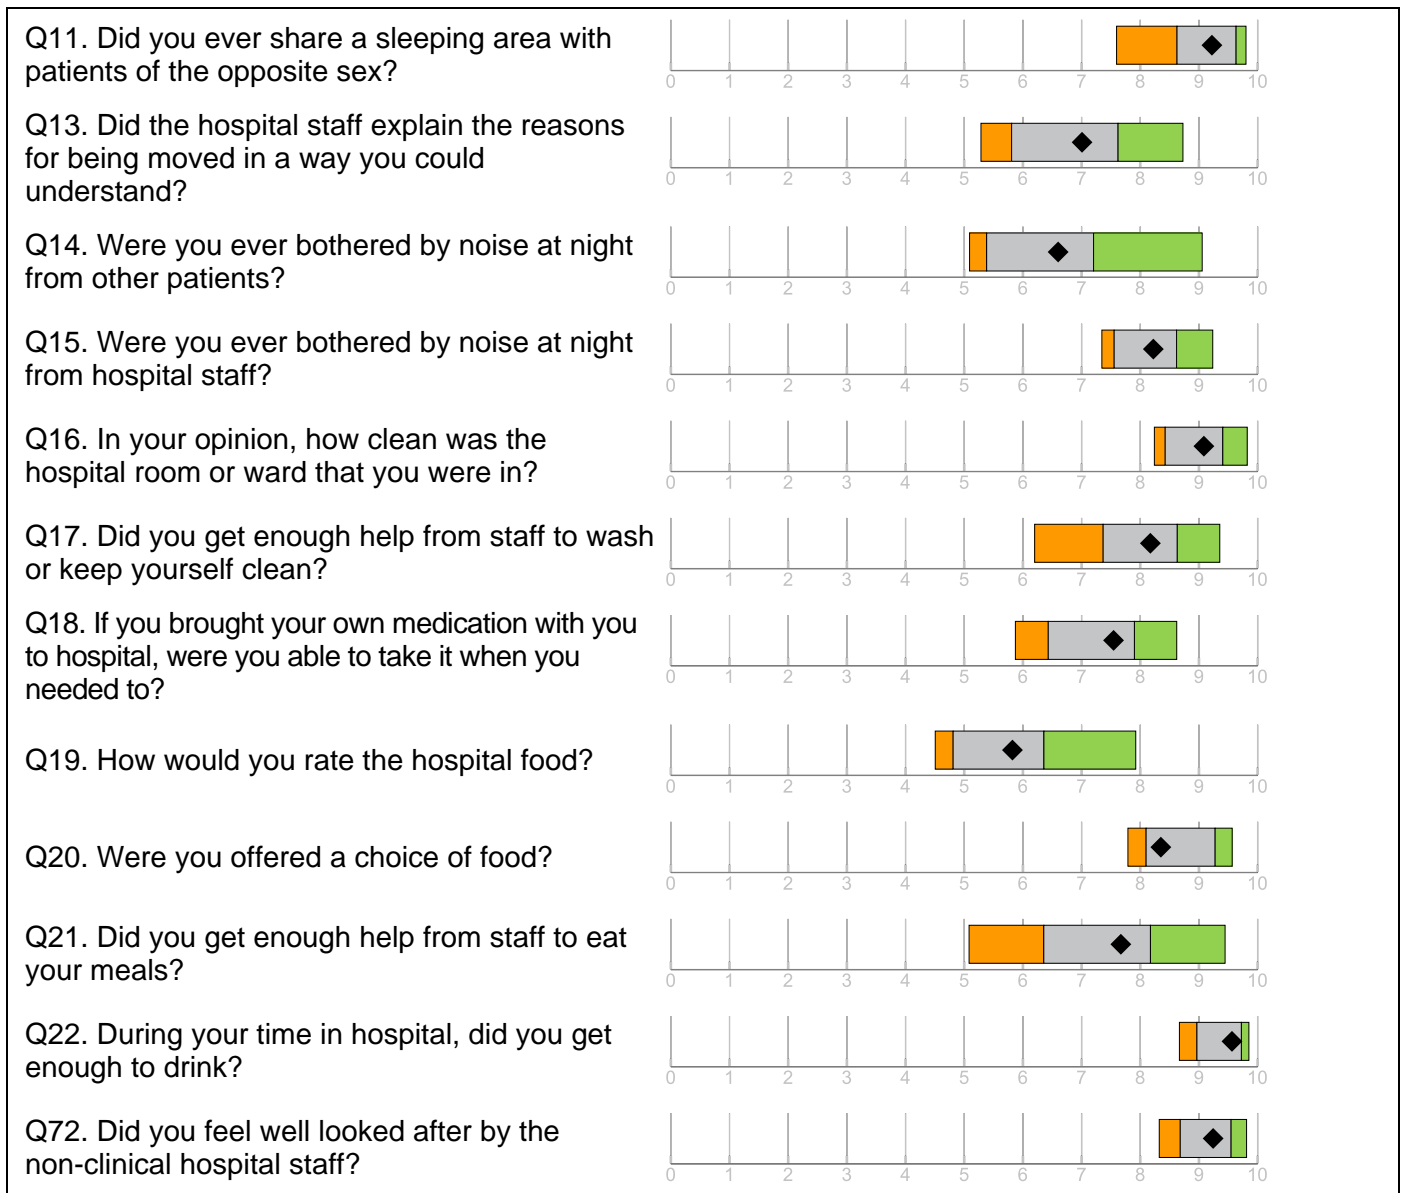 Q11. Did you ever share a sleeping area with
patients of the opposite sex?
0 1 2 3 4 5 6 7 8 9 10
Q13. Did the hospital staff explain the reasons
for being moved in a way you could
understand?
0 1 2 3 4 5 6 7 8 9 10
Q14. Were you ever bothered by noise at night
from other patients?
0 1 2 3 4 5 6 7 8 9 10
Q15. Were you ever bothered by noise at night
from hospital staff?
0 1 2 3 4 5 6 7 8 9 10
Q16. In your opinion, how clean was the
hospital room or ward that you were in?
0 1 2 3 4 5 6 7 8 9 10
Q17. Did you get enough help from staff to wash
or keep yourself clean?
0 1 2 3 4 5 6 7 8 9 10
Q18. If you brought your own medication with you
to hospital, were you able to take it when you
needed to?
0 1 2 3 4 5 6 7 8 9 10
Q19. How would you rate the hospital food?
0 1 2 3 4 5 6 7 8 9 10
Q20. Were you offered a choice of food?
0 1 2 3 4 5 6 7 8 9 10
Q21. Did you get enough help from staff to eat
your meals?
0 1 2 3 4 5 6 7 8 9 10
Q22. During your time in hospital, did you get
enough to drink?
0 1 2 3 4 5 6 7 8 9 10
Q72. Did you feel well looked after by the
non-clinical hospital staff?
0 1 2 3 4 5 6 7 8 9 10